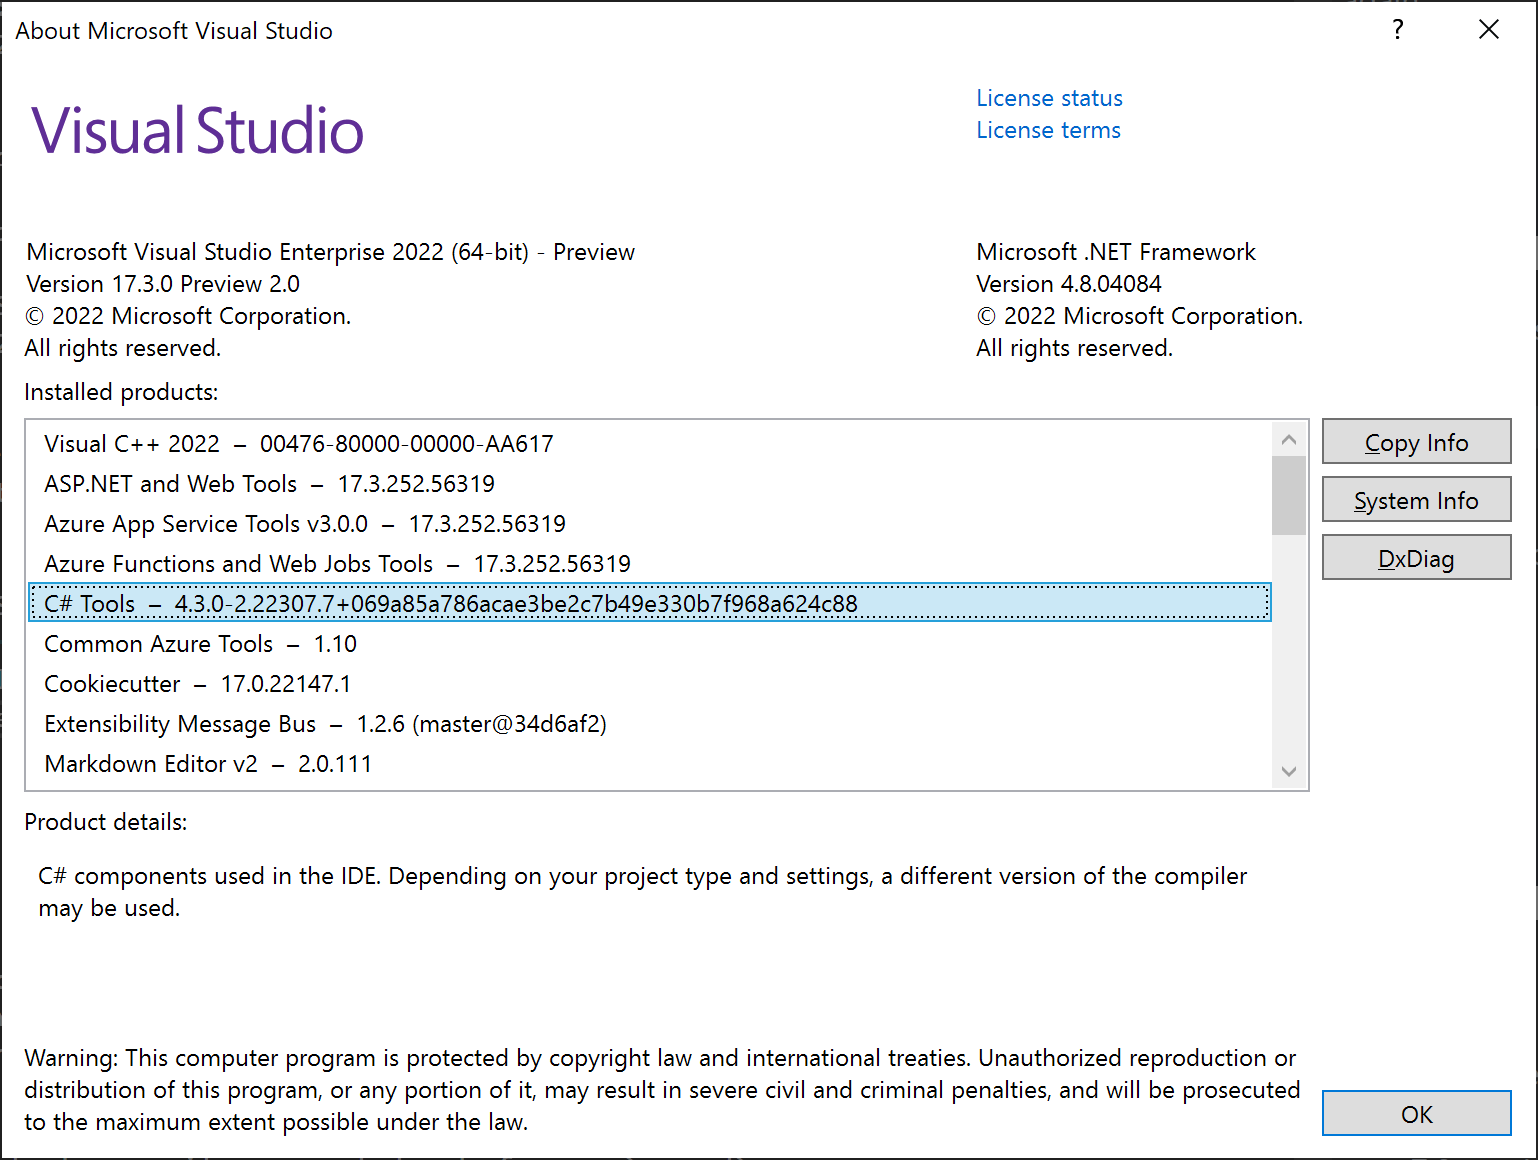 About Microsoft Visual Studio
?
Visual Studio
License status
License terms
Microsoft Visual Studio Enterprise 2022 (64-bit) - Preview
Version 17.3.0 Preview 2.0
© 2022 Microsoft Corporation.
All rights reserved.
Microsoft .NET Framework
Version 4.8.04084
© 2022 Microsoft Corporation.
All rights reserved.
Installed products:
Visual C++ 2022 – 00476-80000-00000-AA617
ASP.NET and Web Tools – 17.3.252.56319
Azure App Service Tools v3.0.0 – 17.3.252.56319
Azure Functions and Web Jobs Tools – 17.3.252.56319
C# Tools – 4.3.0-2.22307.7+069a85a786acae3be2c7b49e330b7f968a624c88
Common Azure Tools – 1.10
Cookiecutter – 17.0.22147.1
Extensibility Message Bus – 1.2.6 (master@34d6af2)
Markdown Editor v2 – 2.0.111
Copy Info
System Info
DxDiag
Product details:
C# components used in the IDE. Depending on your project type and settings, a different version of the compiler
may be used.
Warning: This computer program is protected by copyright law and international treaties. Unauthorized reproduction or
distribution of this program, or any portion of it, may result in severe civil and criminal penalties, and will be prosecuted
to the maximum extent possible under the law.
OK